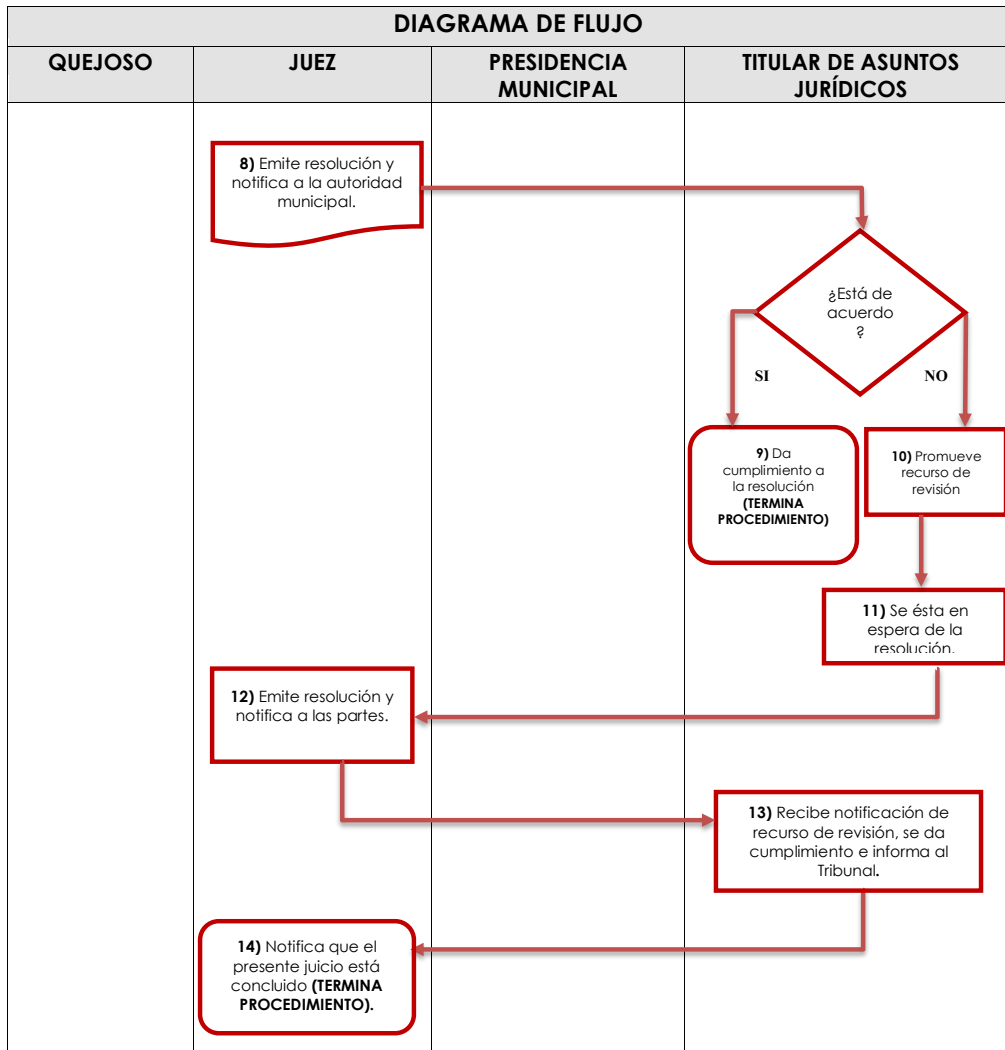 DIAGRAMA DE FLUJO
QUEJOSO
JUEZ
PRESIDENCIA
MUNICIPAL
TITULAR DE ASUNTOS
JURÍDICOS
8) Emite resolución y
notifica a la autoridad
municipal.
¿Está de
acuerdo
?
SI
NO
9) Da
cumplimiento a
la resolución
(TERMINA
PROCEDIMIENTO)
10) Promueve
recurso de
revisión
11) Se ésta en
espera de la
resolución.
12) Emite resolución y
notifica a las partes.
13) Recibe notificación de
recurso de revisión, se da
cumplimiento e informa al
Tribunal.
14) Notifica que el
presente juicio está
concluido (TERMINA
PROCEDIMIENTO).